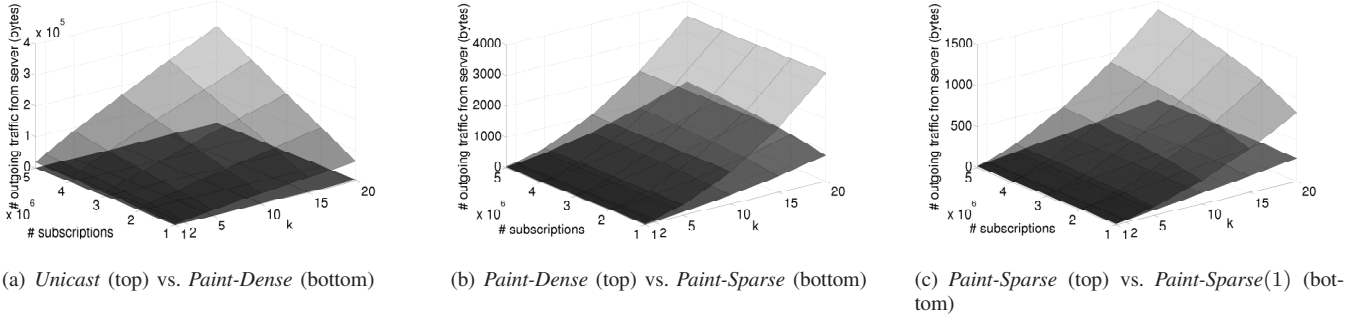 # outgoing traffic from server (bytes)
x 10^5
4
3
2
1
0
5
4
3
2
1
x 10^6
# subscriptions
1 2
5
10
15
20
k
# outgoing traffic from server (bytes)
4000
3000
2000
1000
0
5
4
3
2
1
x 10^6
# subscriptions
1 2
5
10
15
20
k
# outgoing traffic from server (bytes)
1500
1000
500
0
5
4
3
2
1
x 10^6
# subscriptions
1 2
5
10
15
20
k
(a) Unicast (top) vs. Paint-Dense (bottom)
(b) Paint-Dense (top) vs. Paint-Sparse (bottom)
(c) Paint-Sparse (top) vs. Paint-Sparse(1) (bot-
tom)